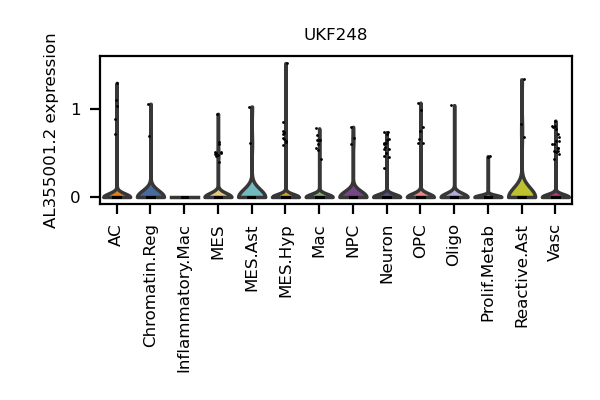 UKF248
AL355001.2 expression
1
0
AC
Chromatin.Reg
Inflammatory.Mac
MES
MES.Ast
MES.Hyp
Mac
NPC
Neuron
OPC
Oligo
Prolif.Metab
Reactive.Ast
Vasc